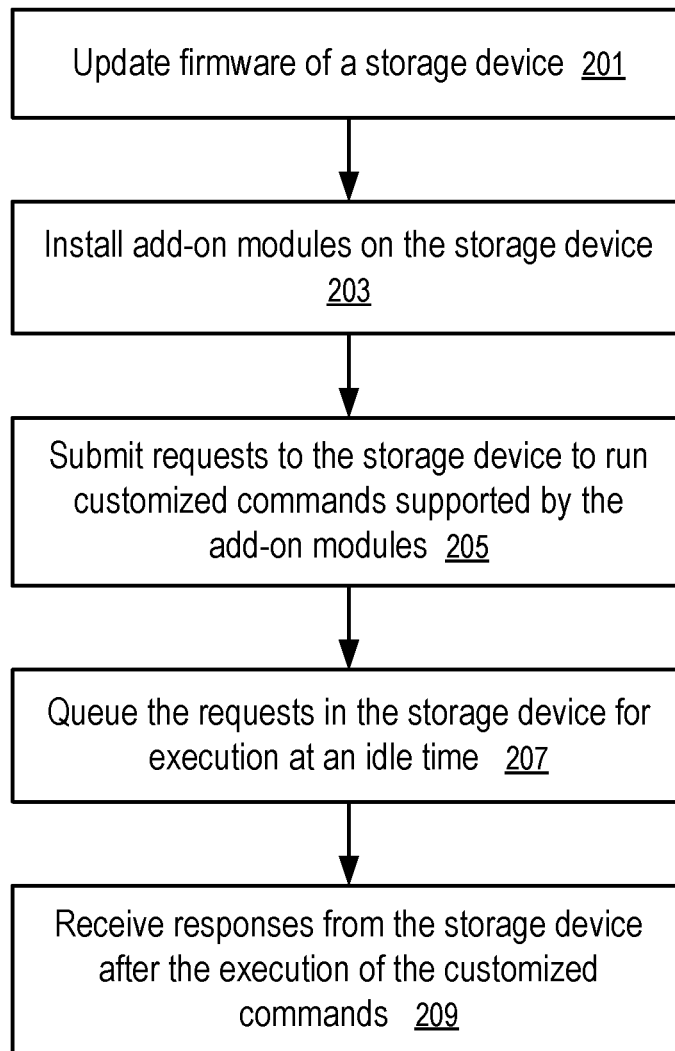 Update firmware of a storage device 201
Install add-on modules on the storage device
203
Submit requests to the storage device to run
customized commands supported by the
add-on modules 205
Queue the requests in the storage device for
execution at an idle time 207
Receive responses from the storage device
after the execution of the customized
commands 209